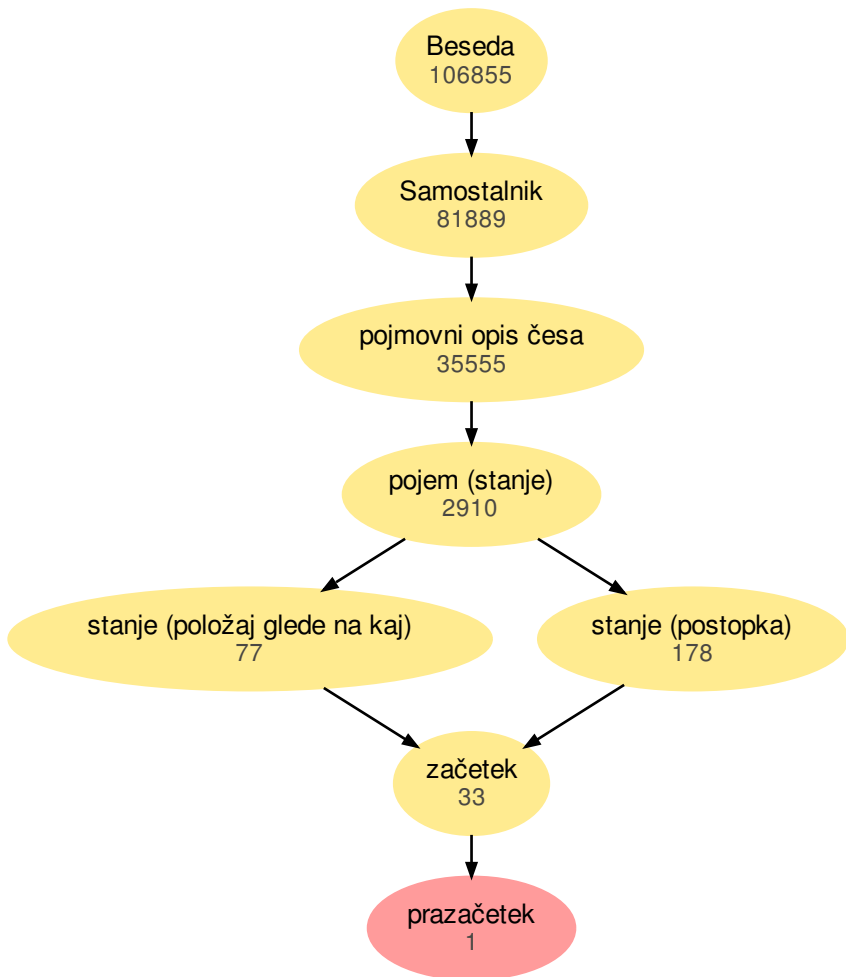 Beseda
106855
Samostalnik
81889
pojmovni opis česa
35555
pojem (stanje)
2910
stanje (položaj glede na kaj)
77
stanje (postopka)
178
začetek
33
prazačetek
1